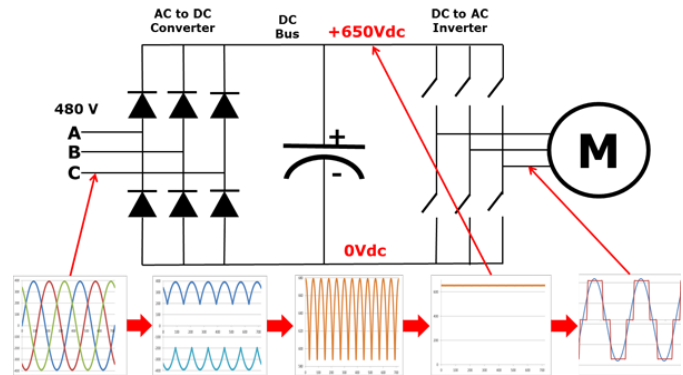 AC to DC
Converter
DC
Bus
+650Vdc
DC to AC
Inverter
480 V
A
B
C
+
-
M
0Vdc